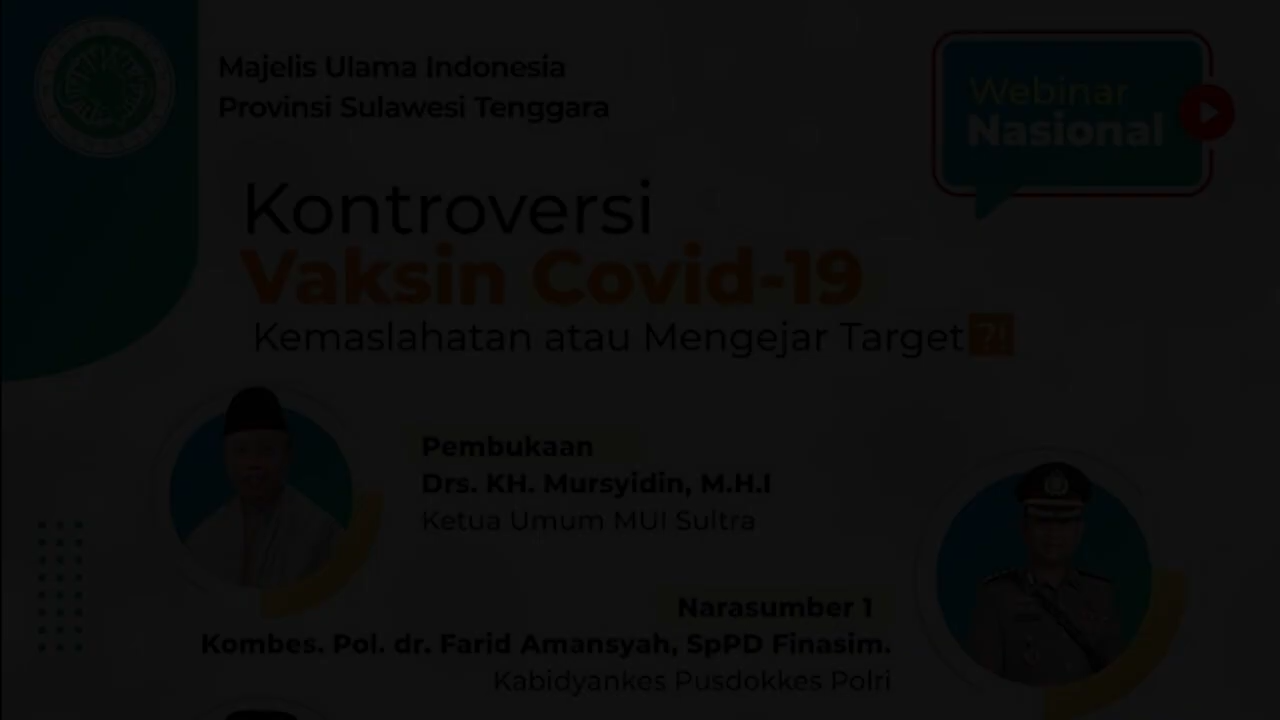 Majelis Ulama Indonesia
Provinsi Sulawesi Tenggara
Webinar
Nasional
Kontroversi
Vaksin Covid-19
Kemaslahatan atau Mengejar Target ?!
Pembukaan
Drs. KH. Mursyidin, M.H.I
Ketua Umum MUI Sultra
Narasumber 1
Kombes. Pol. dr. Farid Amansyah, SpPD Finasim.
Kabidyankes Pusdokkes Polri